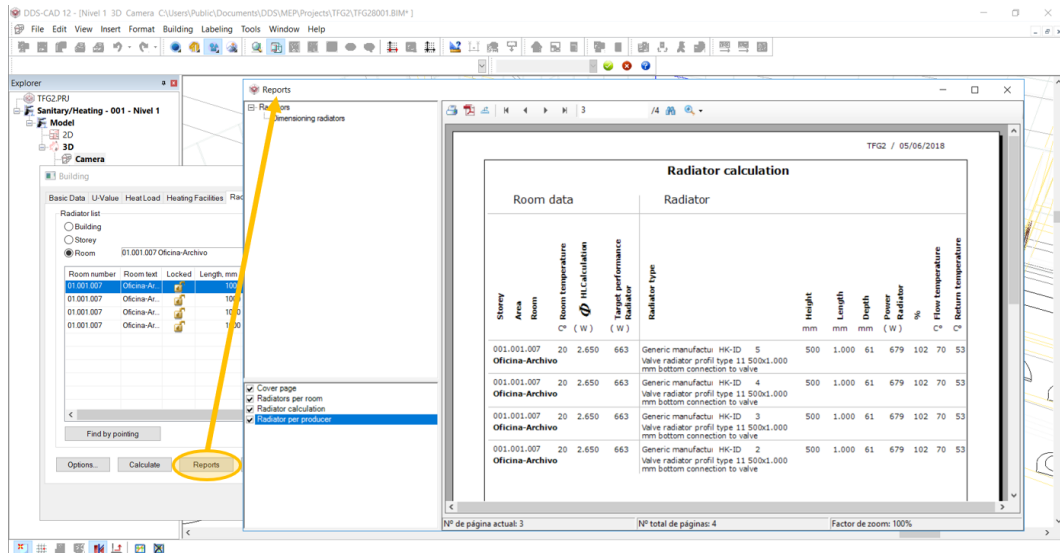 DDS-CAD 12 - [Nivel 1 3D Camera C:\Users\Public\Documents\DDS\MEP\Projects\TFG2\TFG28001.BIM* ]
File Edit View Insert Format Building Labeling Tools Window Help
Explorer
TFG2.PRJ
Sanitary/Heating - 001 - Nivel 1
Model
2D
3D
Camera
Building
Basic Data U-Value Heat Load Heating Facilities
Radiator list
Building
Storey
Room 01.001.007 Oficina-Archivo
Room number Room text Locked Length, mm
01.001.007 Oficina-Ar...
01.001.007 Oficina-Ar...
01.001.007 Oficina-Ar...
01.001.007 Oficina-Ar...
Find by pointing
Options... Calculate Reports
Reports
Dimensioning radiators
Cover page
Radiators per room
Radiator calculation
Radiator per producer
3 /4
TFG2 / 05/06/2018
Radiator calculation
Room data Radiator
Storey
Area
Room
Room temperature
Φ HLCalculation
Target performance
Radiator
Radiator type
Height
Length
Depth
Power
Radiator
%
Flow temperature
Return temperature
C° ( W ) ( W ) mm mm mm ( W ) C° C°
001.001.007 20 2.650 663 Generic manufactui HK-ID 5 500 1.000 61 679 102 70 53
Oficina-Archivo Valve radiator profil type 11 500x1.000
mm bottom connection to valve
001.001.007 20 2.650 663 Generic manufactui HK-ID 4 500 1.000 61 679 102 70 53
Oficina-Archivo Valve radiator profil type 11 500x1.000
mm bottom connection to valve
001.001.007 20 2.650 663 Generic manufactui HK-ID 3 500 1.000 61 679 102 70 53
Oficina-Archivo Valve radiator profil type 11 500x1.000
mm bottom connection to valve
001.001.007 20 2.650 663 Generic manufactui HK-ID 2 500 1.000 61 679 102 70 53
Oficina-Archivo Valve radiator profil type 11 500x1.000
mm bottom connection to valve
Nº de página actual: 3 Nº total de páginas: 4 Factor de zoom: 100%